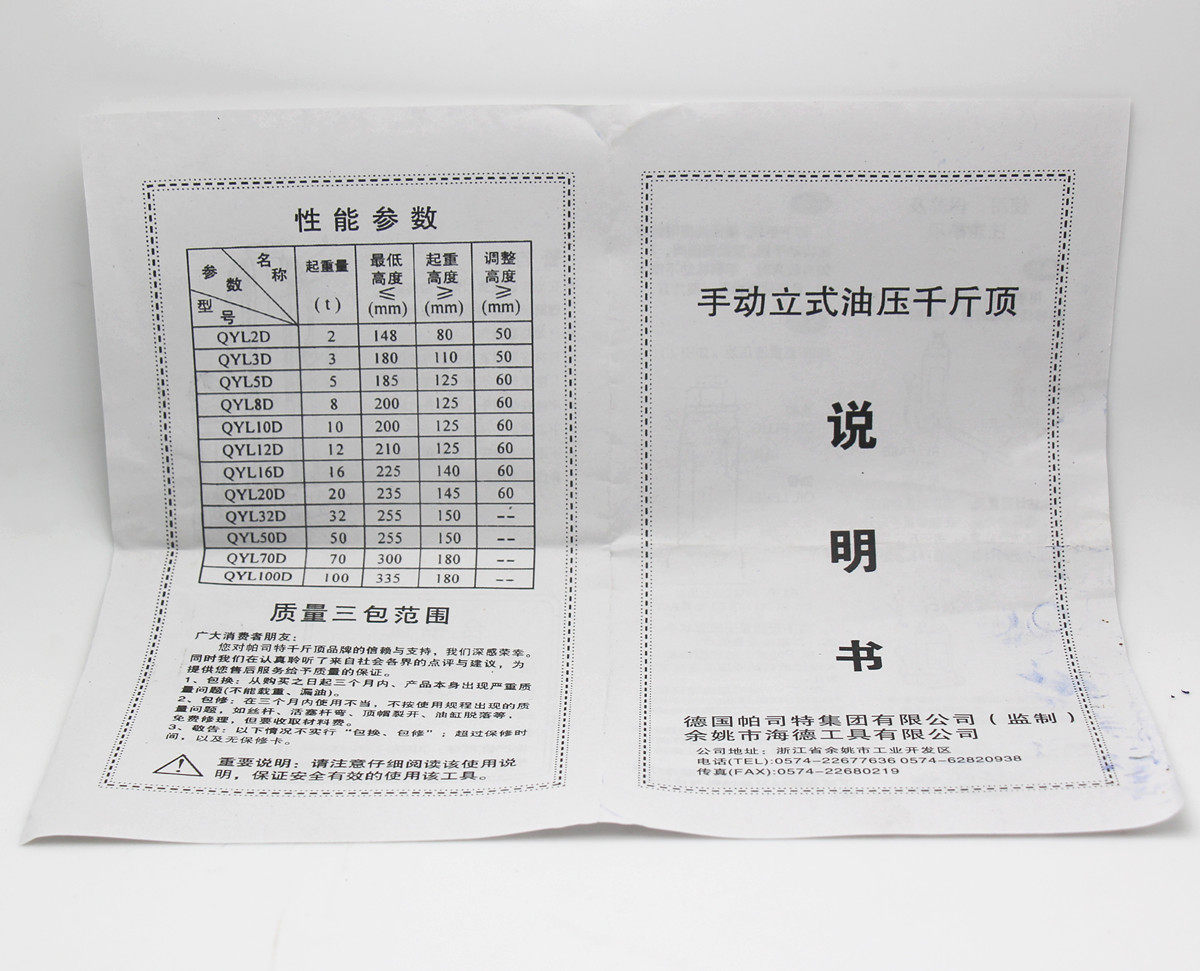 性能参数
参数 名称 型号 起重量 (t) 最低高度 ≤ (mm) 起重高度 ≥ (mm) 调整高度 ≥ (mm)
QYL2D 2 148 80 50
QYL3D 3 180 110 50
QYL5D 5 185 125 60
QYL8D 8 200 125 60
QYL10D 10 200 125 60
QYL12D 12 210 125 60
QYL16D 16 225 140 60
QYL20D 20 235 145 60
QYL32D 32 255 150 --
QYL50D 50 255 150 --
QYL70D 70 300 180 --
QYL100D 100 335 180 --
质量三包范围
广大消费者朋友：
您对帕司特千斤顶品牌的信赖与支持，我们深感荣幸。
同时我们在认真聆听了来自社会各界的点评与建议，为
提供您售后服务给予质量的保证。
1、包换：从购买之日起三个月内、产品本身出现严重质
量问题(不能载重、漏油)。
2、包修：在三个月内使用不当，不按使用规程出现的质
量问题，如丝杆、活塞杆弯、顶帽裂开、油缸脱落等，
免费修理，但要收取材料费。
3、敬告：以下情况不实行“包换、包修”；超过保修时
间，以及无保修卡。
重要说明：请注意仔细阅读该使用说
明，保证安全有效的使用该工具。
手动立式油压千斤顶
说
明
书
德国帕司特集团有限公司（监制）
余姚市海德工具有限公司
公司地址：浙江省余姚市工业开发区
电话(TEL):0574-22677636 0574-62820938
传真(FAX):0574-22680219